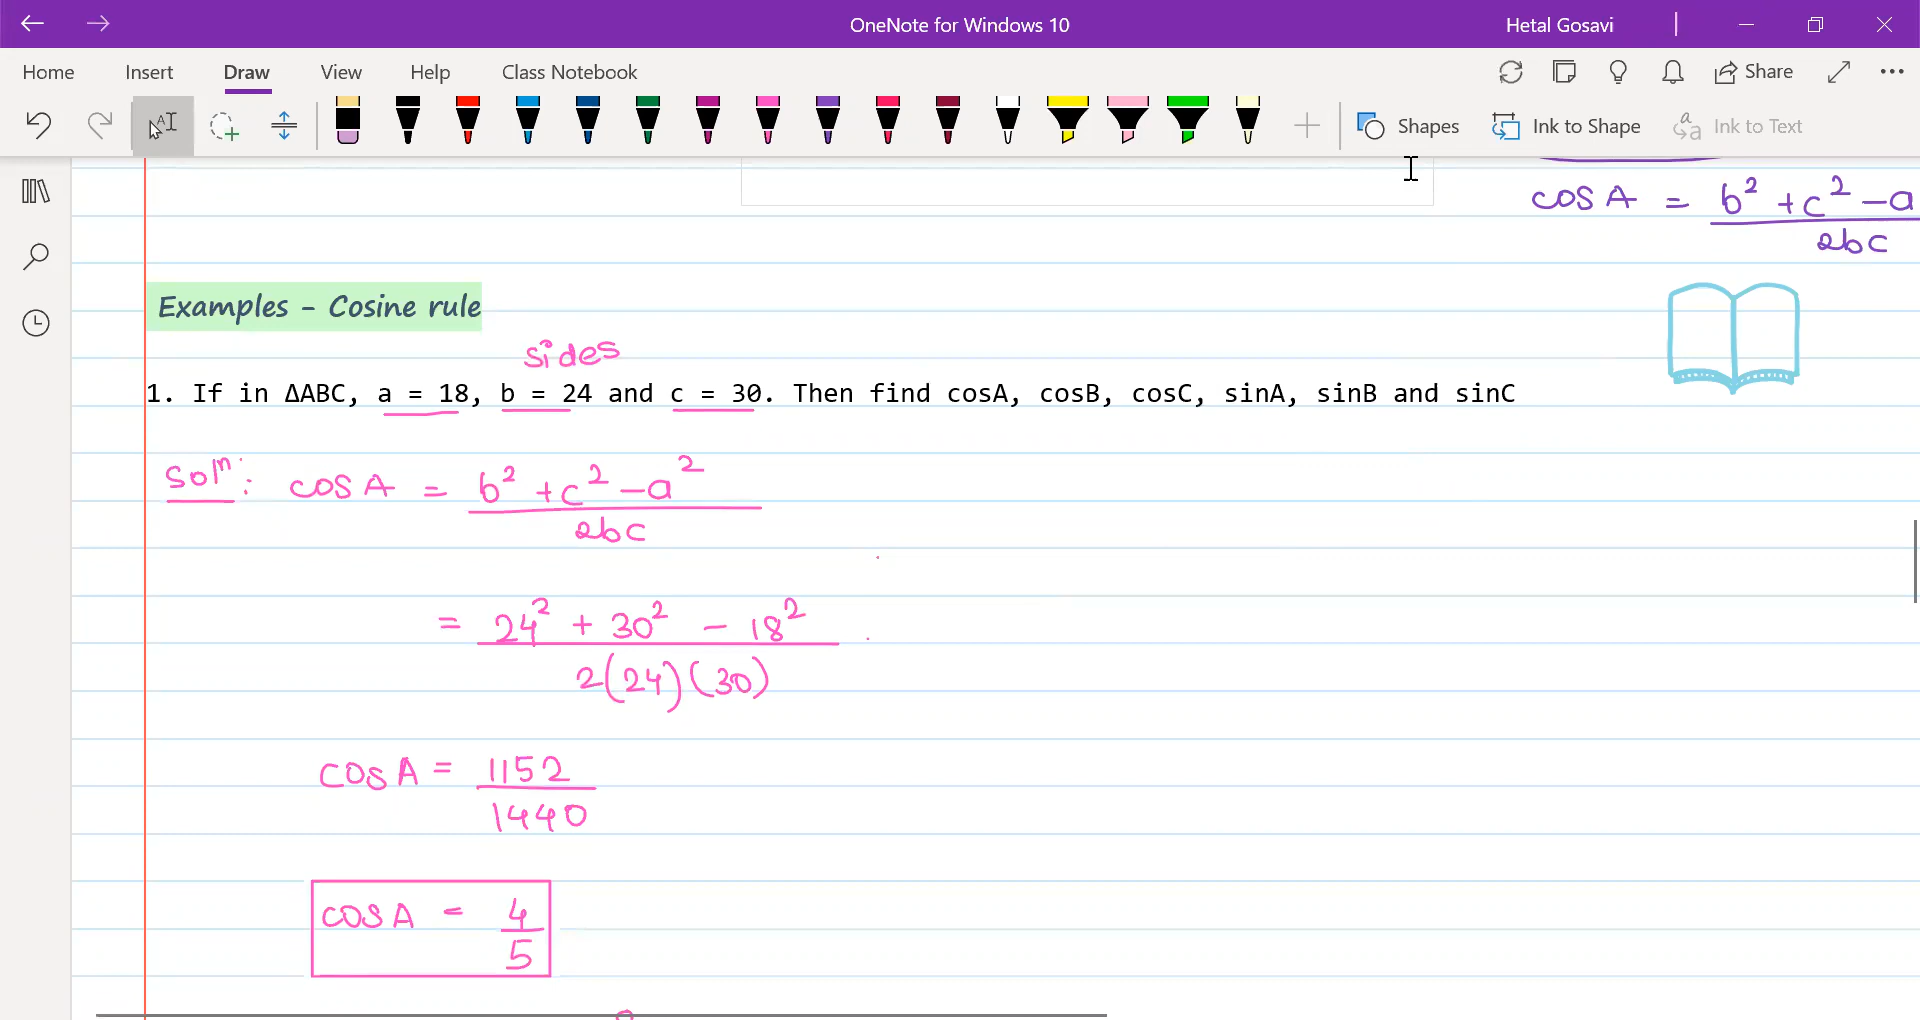 OneNote for Windows 10
Hetal Gosavi
Home Insert Draw View Help Class Notebook Share
Shapes Ink to Shape Ink to Text
cos A = b² + c² - a
2bc
Examples - Cosine rule
sides
1. If in ΔABC, a = 18, b = 24 and c = 30. Then find cosA, cosB, cosC, sinA, sinB and sinC
Solⁿ: cos A = b² + c² - a²
2bc
= 24² + 30² - 18²
2(24)(30)
cos A = 1152
1440
cos A = 4
5